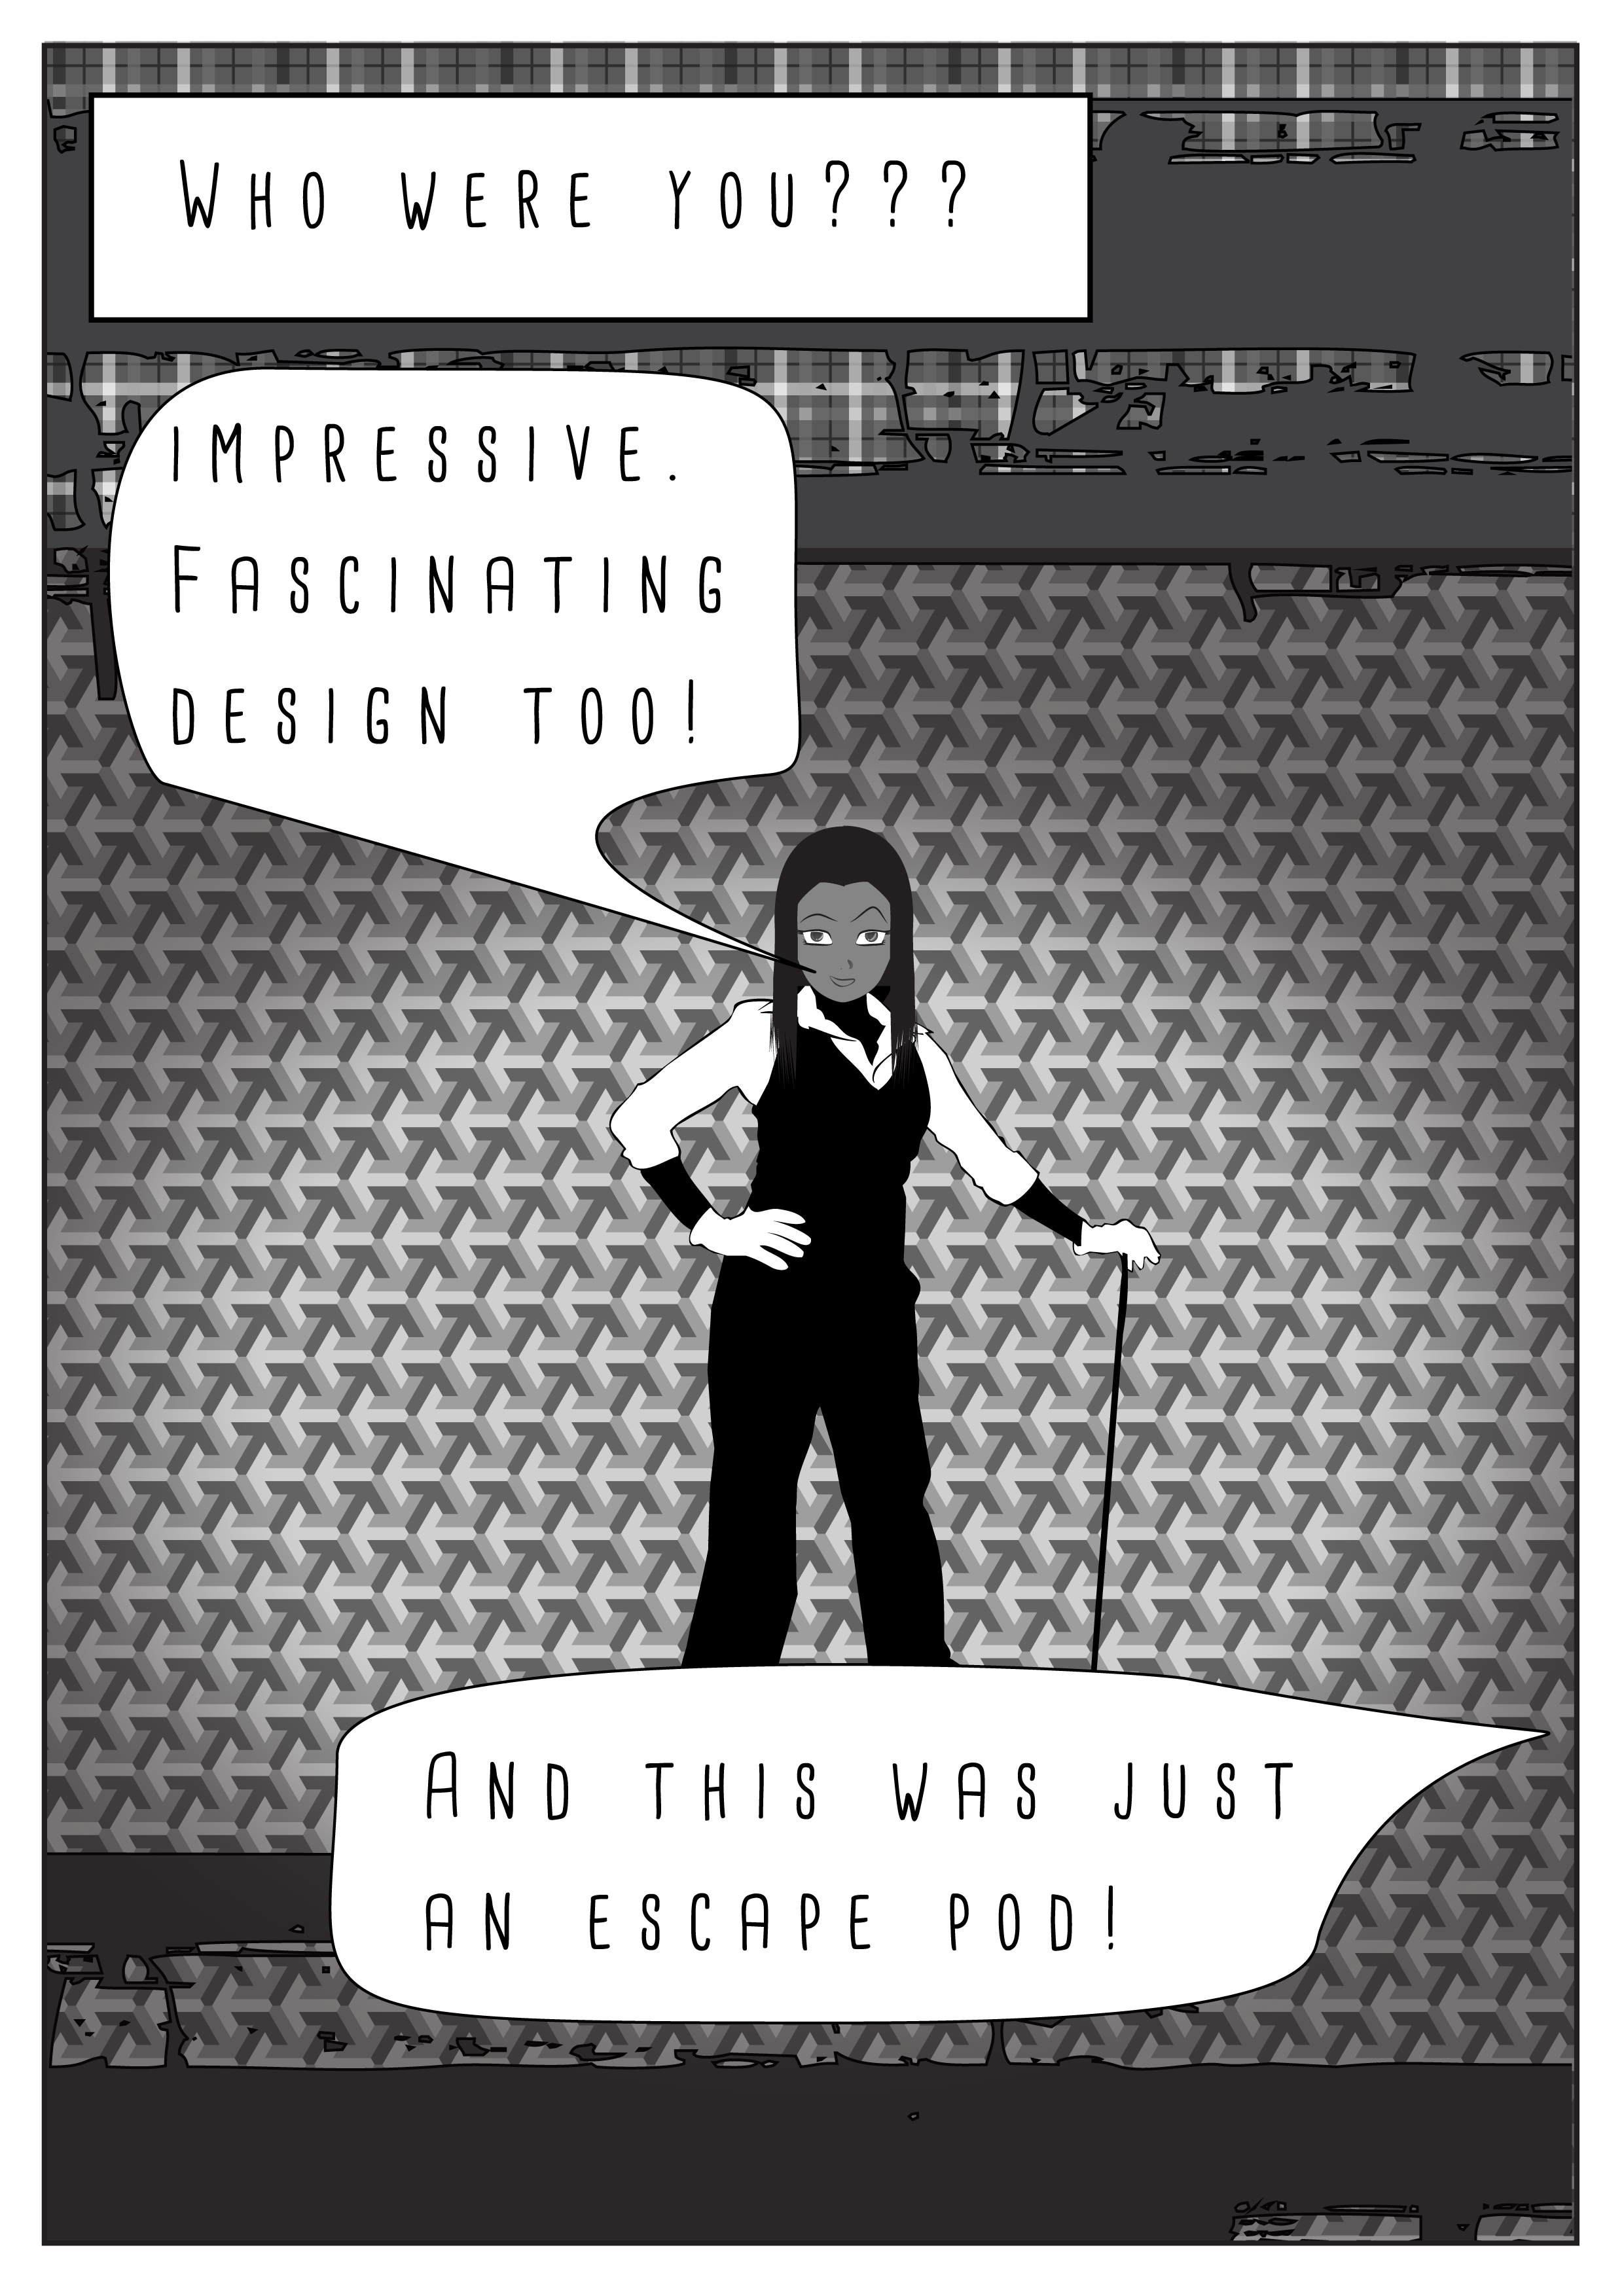 Who were you???
impressive.
Fascinating
design too!
And this was just
an escape pod!